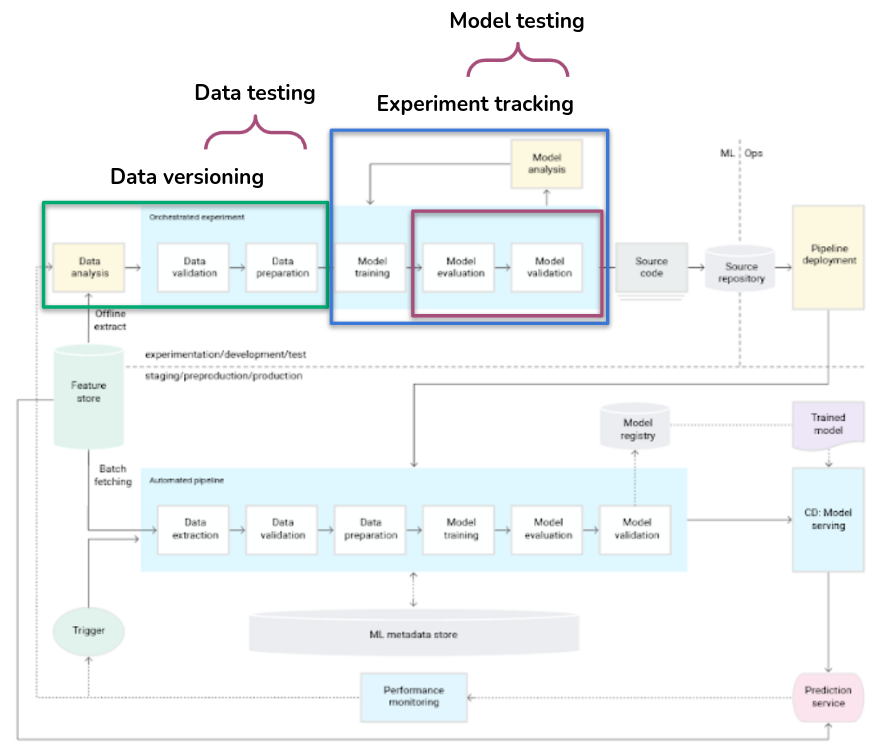 Model testing
Data testing
Experiment tracking
Data versioning
Model
analysis
ML
Ops
Orchestrated experiment
Data
analysis
Data
validation
Data
preparation
Model
training
Model
evaluation
Model
validation
Source
code
Source
repository
Pipeline
deployment
Offline
extract
experimentation/development/test
staging/preproduction/production
Feature
store
Model
registry
Trained
model
Batch
fetching
Automated pipeline
Data
extraction
Data
validation
Data
preparation
Model
training
Model
evaluation
Model
validation
CD: Model
serving
Trigger
ML metadata store
Performance
monitoring
Prediction
service